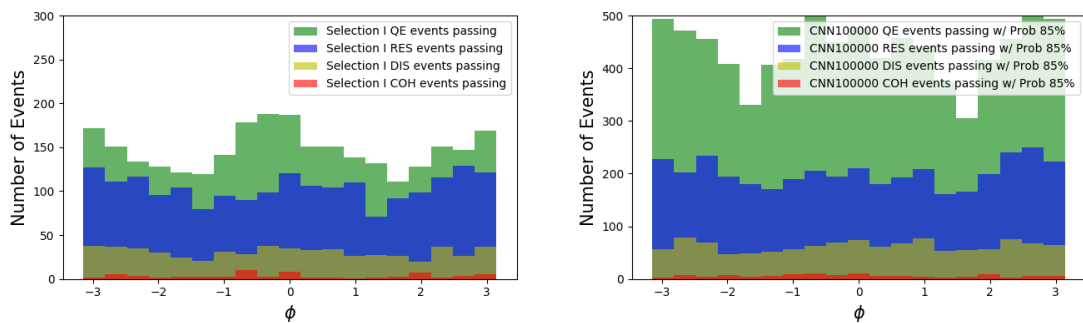 Selection I QE events passing
Selection I RES events passing
Selection I DIS events passing
Selection I COH events passing
Number of Events
300
250
200
150
100
50
0
−3
−2
−1
0
1
2
3
ϕ
CNN100000 QE events passing w/ Prob 85%
CNN100000 RES events passing w/ Prob 85%
CNN100000 DIS events passing w/ Prob 85%
CNN100000 COH events passing w/ Prob 85%
Number of Events
500
400
300
200
100
0
−3
−2
−1
0
1
2
3
ϕ